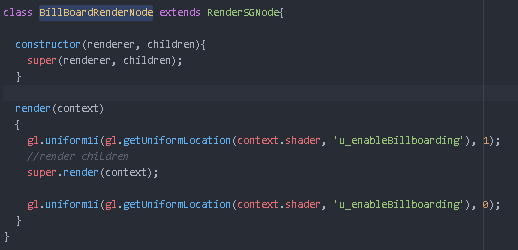 class BillBoardRenderNode extends RenderSGNode{
constructor(renderer, children){
super(renderer, children);
}
render(context)
{
gl.uniform1i(gl.getUniformLocation(context.shader, 'u_enableBillboarding'), 1);
//render children
super.render(context);
gl.uniform1i(gl.getUniformLocation(context.shader, 'u_enableBillboarding'), 0);
}
}